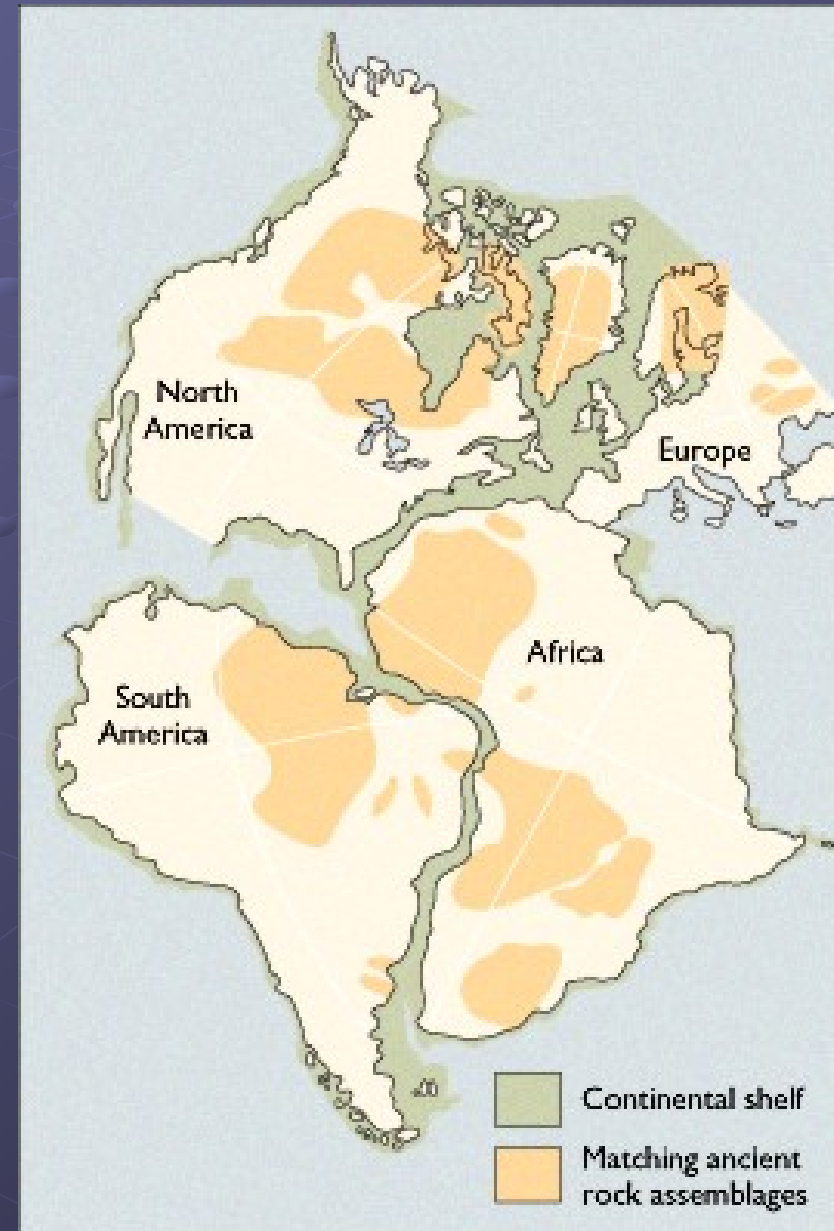 North
America
Europe
Africa
South
America
Continental shelf
Matching ancient
rock assemblages